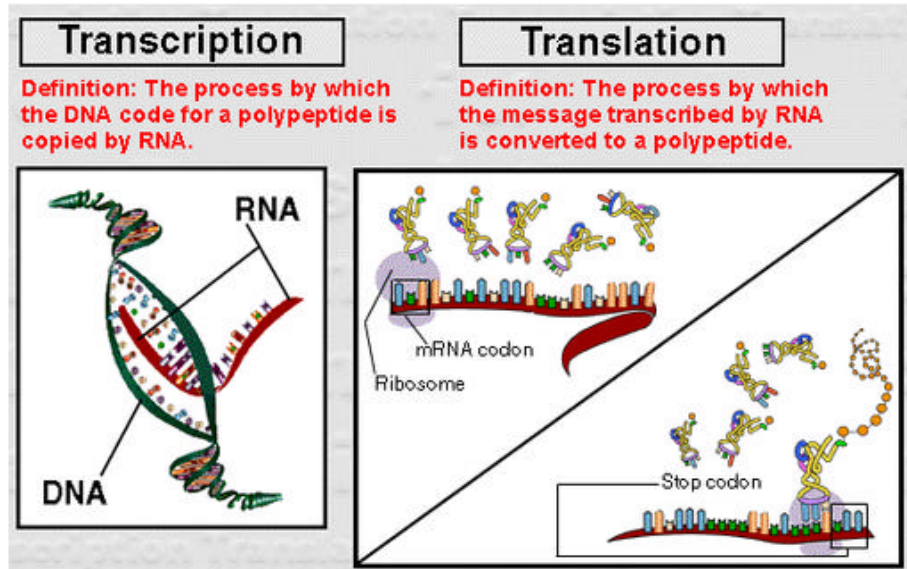 Transcription
Definition: The process by which
the DNA code for a polypeptide is
copied by RNA.
RNA
DNA
Translation
Definition: The process by which
the message transcribed by RNA
is converted to a polypeptide.
mRNA codon
Ribosome
Stop codon